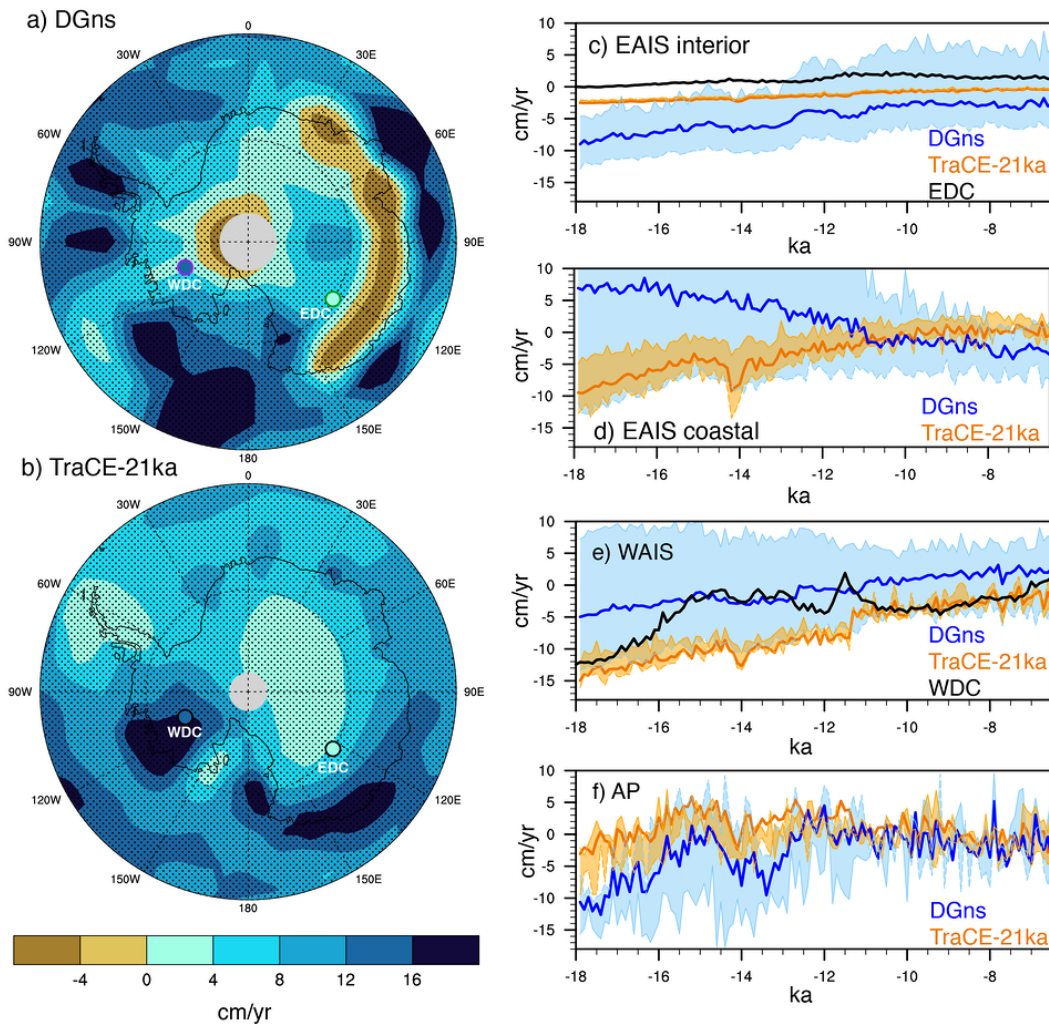 a) DGns
0
30W
30E
60W
60E
90W
90E
WDC
EDC
120W
120E
150W
150E
180
b) TraCE-21ka
0
30W
30E
60W
60E
90W
90E
WDC
EDC
120W
120E
150W
150E
180
-4 0 4 8 12 16
cm/yr
c) EAIS interior
10
5
0
-5
-10
-15
cm/yr
DGns
TraCE-21ka
EDC
-18 -16 -14 -12 -10 -8
ka
10
5
0
-5
-10
-15
cm/yr
DGns
TraCE-21ka
d) EAIS coastal
-18 -16 -14 -12 -10 -8
ka
e) WAIS
10
5
0
-5
-10
-15
cm/yr
DGns
TraCE-21ka
WDC
-18 -16 -14 -12 -10 -8
ka
f) AP
10
5
0
-5
-10
-15
cm/yr
DGns
TraCE-21ka
-18 -16 -14 -12 -10 -8
ka